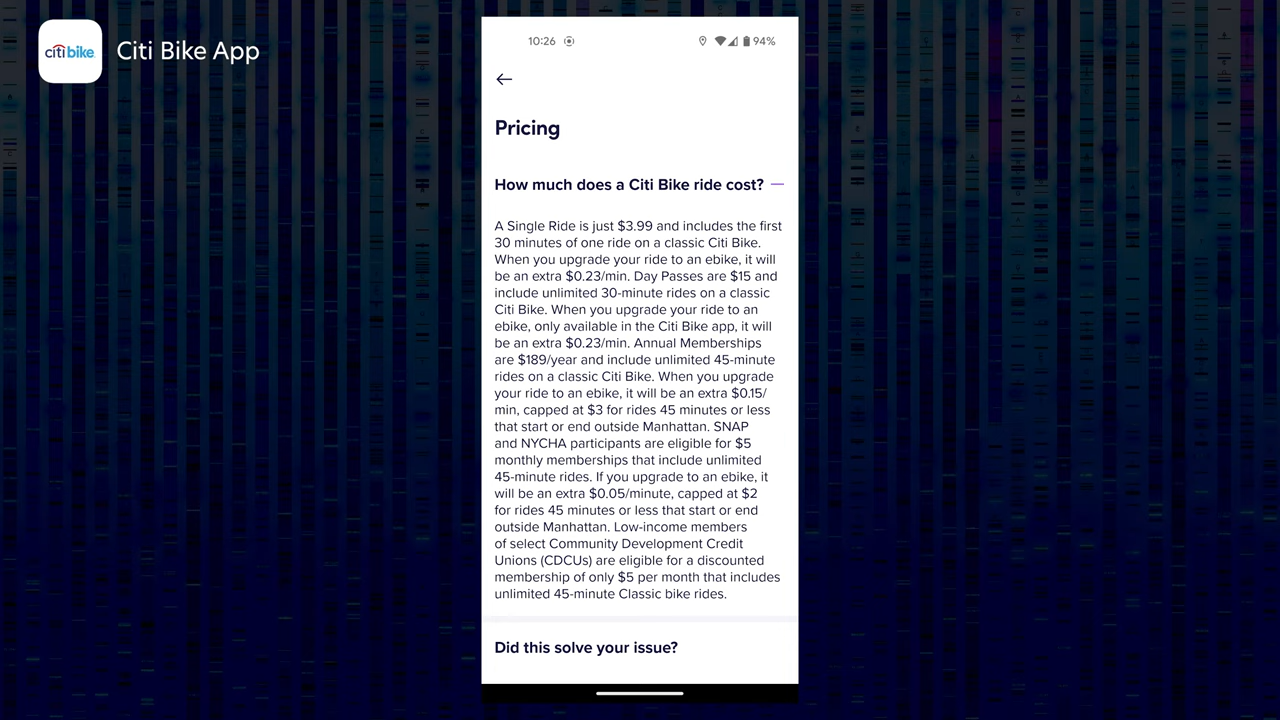 citibike
Citi Bike App
10:26
94%
Pricing
How much does a Citi Bike ride cost?
A Single Ride is just $3.99 and includes the first
30 minutes of one ride on a classic Citi Bike.
When you upgrade your ride to an ebike, it will
be an extra $0.23/min. Day Passes are $15 and
include unlimited 30-minute rides on a classic
Citi Bike. When you upgrade your ride to an
ebike, only available in the Citi Bike app, it will
be an extra $0.23/min. Annual Memberships
are $189/year and include unlimited 45-minute
rides on a classic Citi Bike. When you upgrade
your ride to an ebike, it will be an extra $0.15/
min, capped at $3 for rides 45 minutes or less
that start or end outside Manhattan. SNAP
and NYCHA participants are eligible for $5
monthly memberships that include unlimited
45-minute rides. If you upgrade to an ebike, it
will be an extra $0.05/minute, capped at $2
for rides 45 minutes or less that start or end
outside Manhattan. Low-income members
of select Community Development Credit
Unions (CDCUs) are eligible for a discounted
membership of only $5 per month that includes
unlimited 45-minute Classic bike rides.
Did this solve your issue?